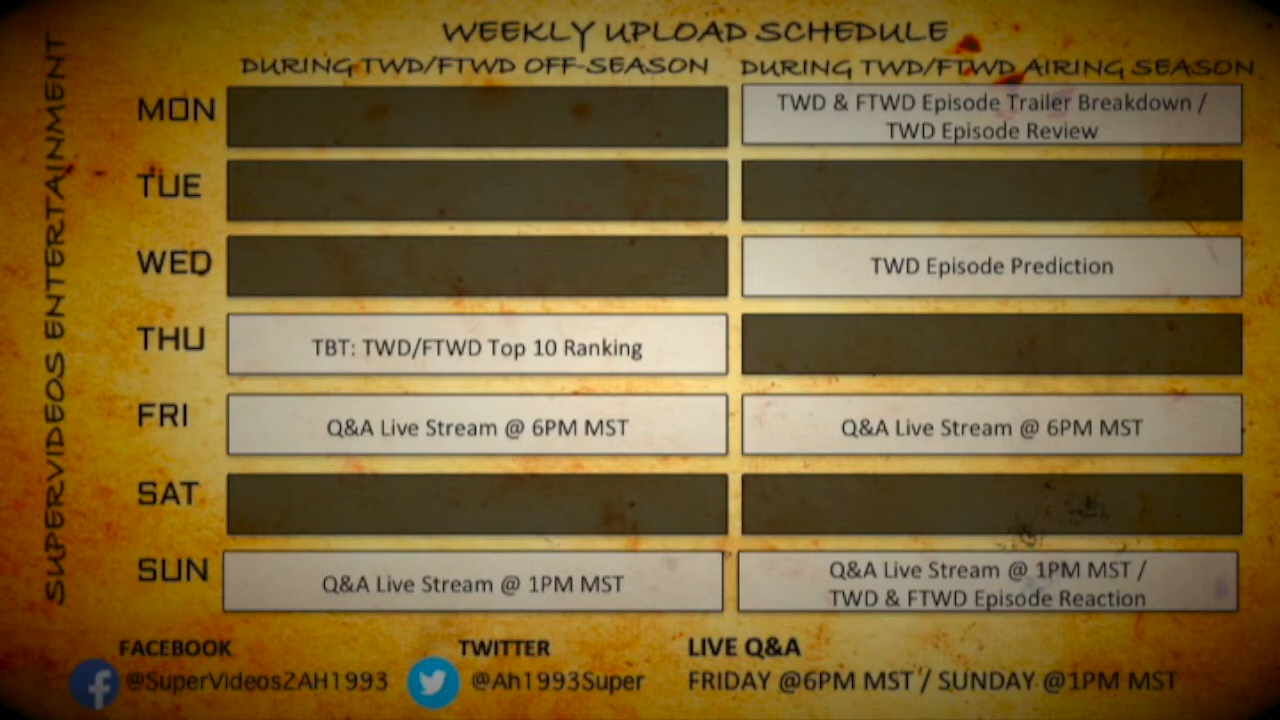 WEEKLY UPLOAD SCHEDULE
DURING TWD/FTWD OFF-SEASON
DURING TWD/FTWD AIRING SEASON
SUPERVIDEOS ENTERTAINMENT
MON
TWD & FTWD Episode Trailer Breakdown /
TWD Episode Review
TUE
WED
TWD Episode Prediction
THU
TBT: TWD/FTWD Top 10 Ranking
FRI
Q&A Live Stream @ 6PM MST
Q&A Live Stream @ 6PM MST
SAT
SUN
Q&A Live Stream @ 1PM MST
Q&A Live Stream @ 1PM MST /
TWD & FTWD Episode Reaction
FACEBOOK
@SuperVideos2AH1993
TWITTER
@Ah1993Super
LIVE Q&A
FRIDAY @6PM MST / SUNDAY @1PM MST